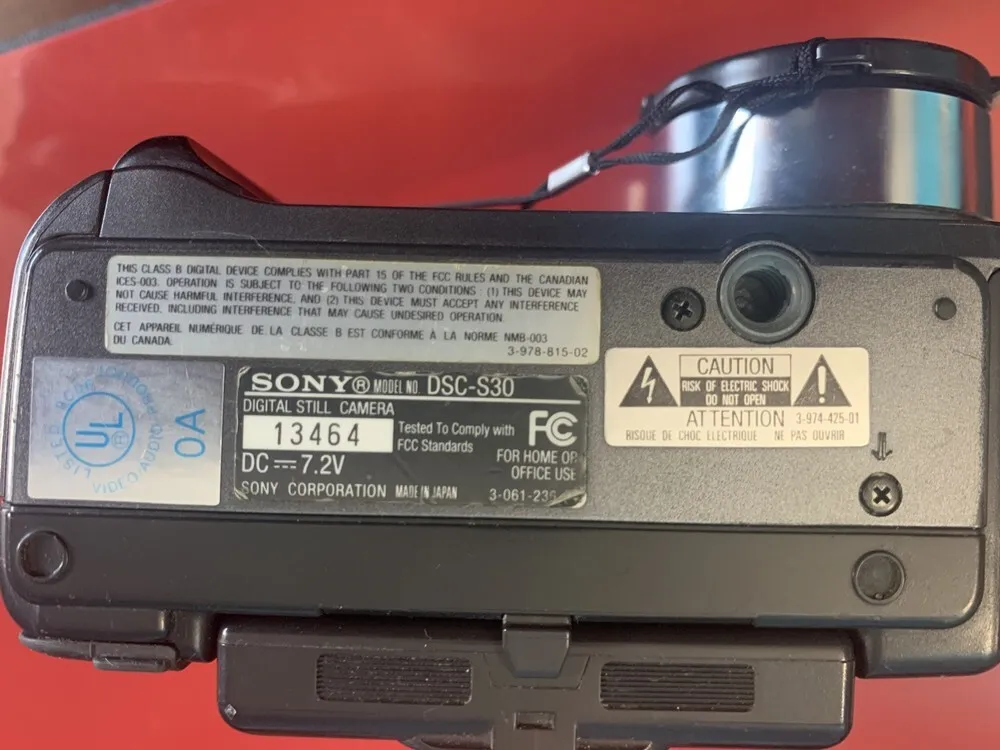 THIS CLASS B DIGITAL DEVICE COMPLIES WITH PART 15 OF THE FCC RULES AND THE CANADIAN
ICES-003. OPERATION IS SUBJECT TO THE FOLLOWING TWO CONDITIONS : (1) THIS DEVICE MAY
NOT CAUSE HARMFUL INTERFERENCE, AND (2) THIS DEVICE MUST ACCEPT ANY INTERFERENCE
RECEIVED, INCLUDING INTERFERENCE THAT MAY CAUSE UNDESIRED OPERATION.
CET APPAREIL NUMÉRIQUE DE LA CLASSE B EST CONFORME À LA NORME NMB-003
DU CANADA.
3-978-815-02
LISTED
UL ®
VIDEO/AUDIO
0A
SONY® MODEL NO. DSC-S30
DIGITAL STILL CAMERA
13464
Tested To Comply with
FCC Standards
FC
FOR HOME OR
OFFICE USE
DC ⎓ 7.2V
SONY CORPORATION MADE IN JAPAN 3-061-236
CAUTION
RISK OF ELECTRIC SHOCK
DO NOT OPEN
ATTENTION 3-974-425-01
RISQUE DE CHOC ELECTRIQUE NE PAS OUVRIR